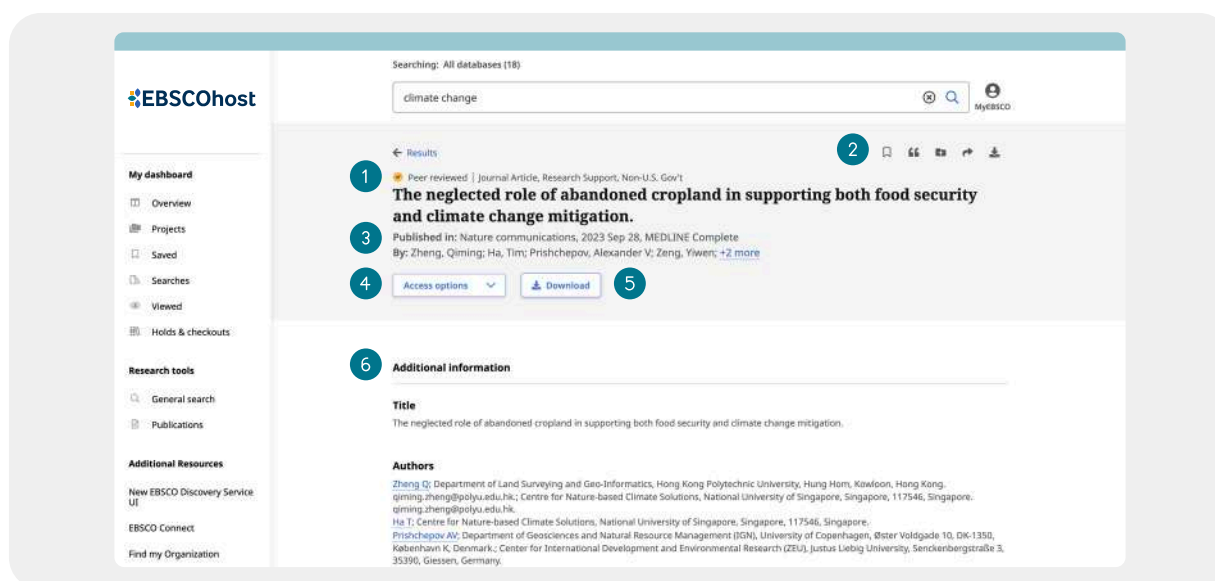 Searching: All databases (18)
EBSCOhost
climate change
MyEBSCO
My dashboard
Overview
Projects
Saved
Searches
Viewed
Holds & checkouts
Research tools
General search
Publications
Additional Resources
New EBSCO Discovery Service
UI
EBSCO Connect
Find my Organization
2
← Results
1
Peer reviewed | Journal Article, Research Support, Non-U.S. Gov't
The neglected role of abandoned cropland in supporting both food security
and climate change mitigation.
3
Published in: Nature communications, 2023 Sep 28, MEDLINE Complete
By: Zheng, Qiming; Ha, Tim; Prishchepov, Alexander V; Zeng, Yiwen; +2 more
4
Access options
Download
5
6
Additional information
Title
The neglected role of abandoned cropland in supporting both food security and climate change mitigation.
Authors
Zheng Q; Department of Land Surveying and Geo-Informatics, Hong Kong Polytechnic University, Hung Hom, Kowloon, Hong Kong.
qiming.zheng@polyu.edu.hk.; Centre for Nature-based Climate Solutions, National University of Singapore, Singapore, 117546, Singapore.
qiming.zheng@polyu.edu.hk.
Ha T; Centre for Nature-based Climate Solutions, National University of Singapore, Singapore, 117546, Singapore.
Prishchepov AV; Department of Geosciences and Natural Resource Management (IGN), University of Copenhagen, Øster Voldgade 10, DK-1350,
København K, Denmark.; Center for International Development and Environmental Research (ZEU), Justus Liebig University, Senckenbergstraße 3,
35390, Giessen, Germany.